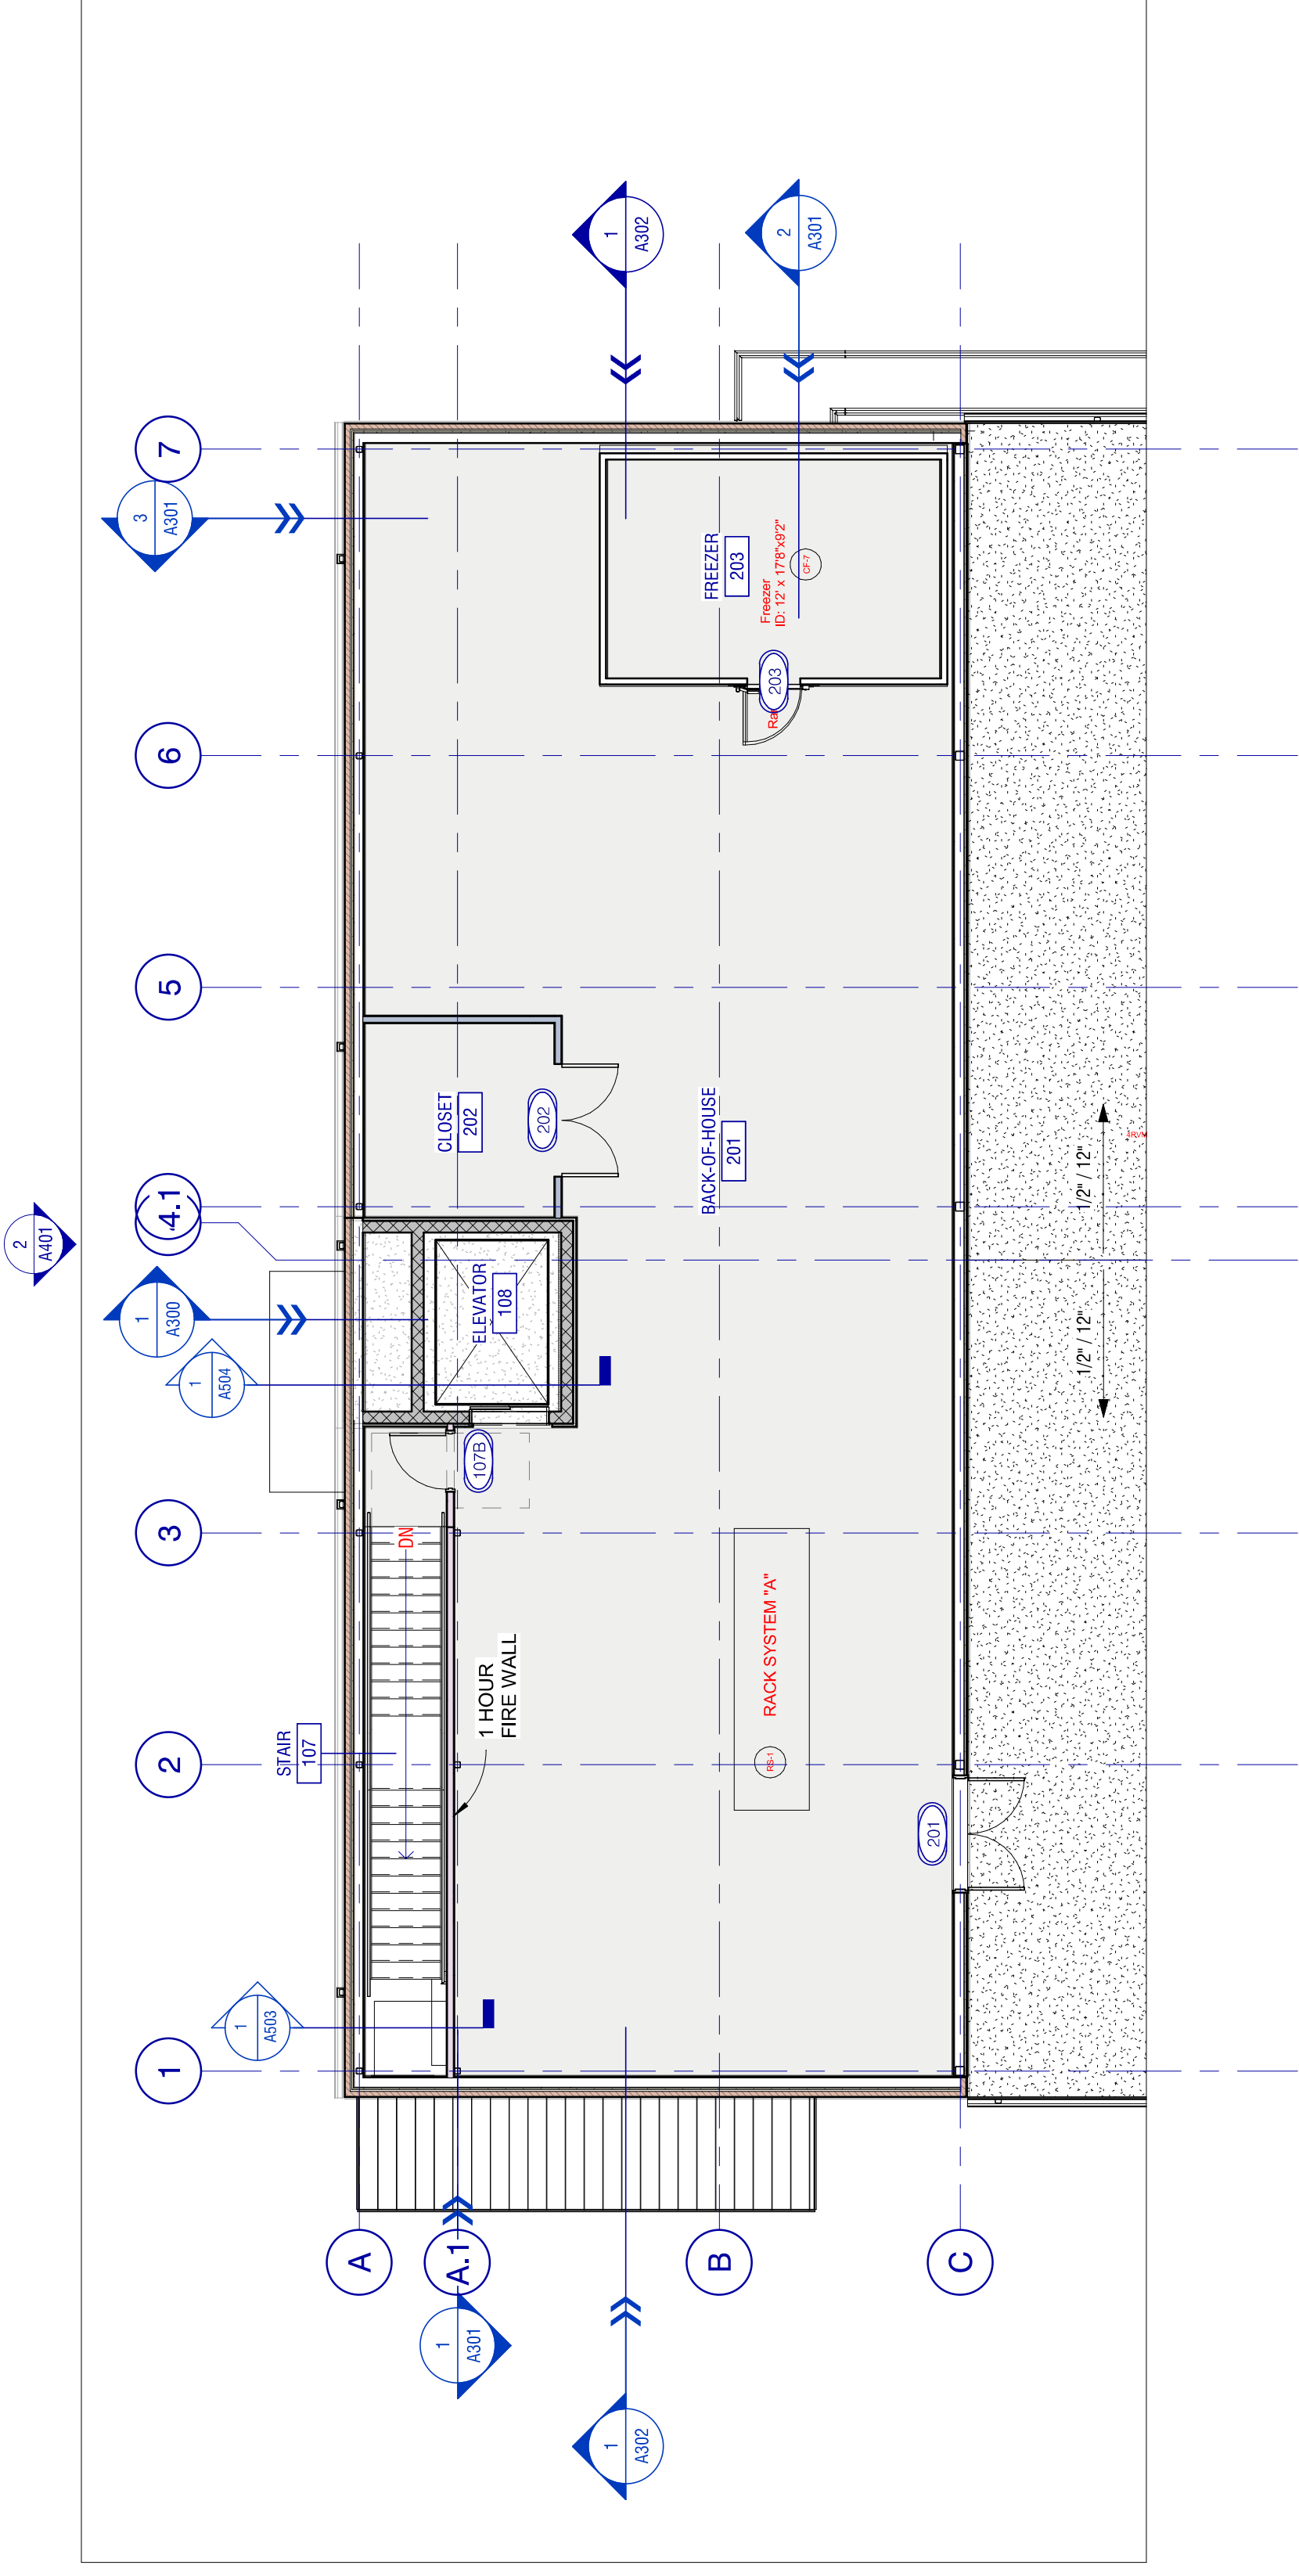 2
A401
1
A503
STAIR
107
1
A504
1
A300
3
A301
1
2
3
4.1
5
6
7
A
A.1
B
C
1
A301
1
A302
DN
1 HOUR
FIRE WALL
107B
ELEVATOR
108
CLOSET
202
202
1
A302
BACK-OF-HOUSE
201
FREEZER
203
Freezer
ID: 12' x 17'8"x9'2"
CF-7
203
Ra
2
A301
RACK SYSTEM "A"
RS-1
201
1/2" / 12"
1/2" / 12"